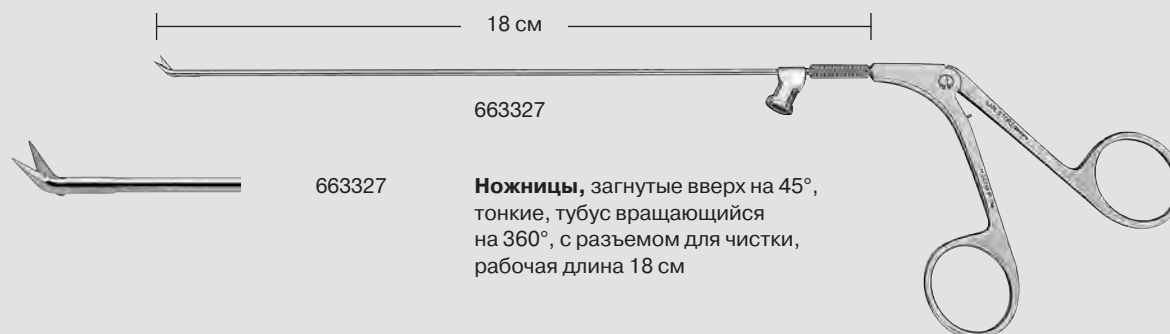 18 см
663327
663327
Ножницы, загнутые вверх на 45°,
тонкие, тубус вращающийся
на 360°, с разъемом для чистки,
рабочая длина 18 см